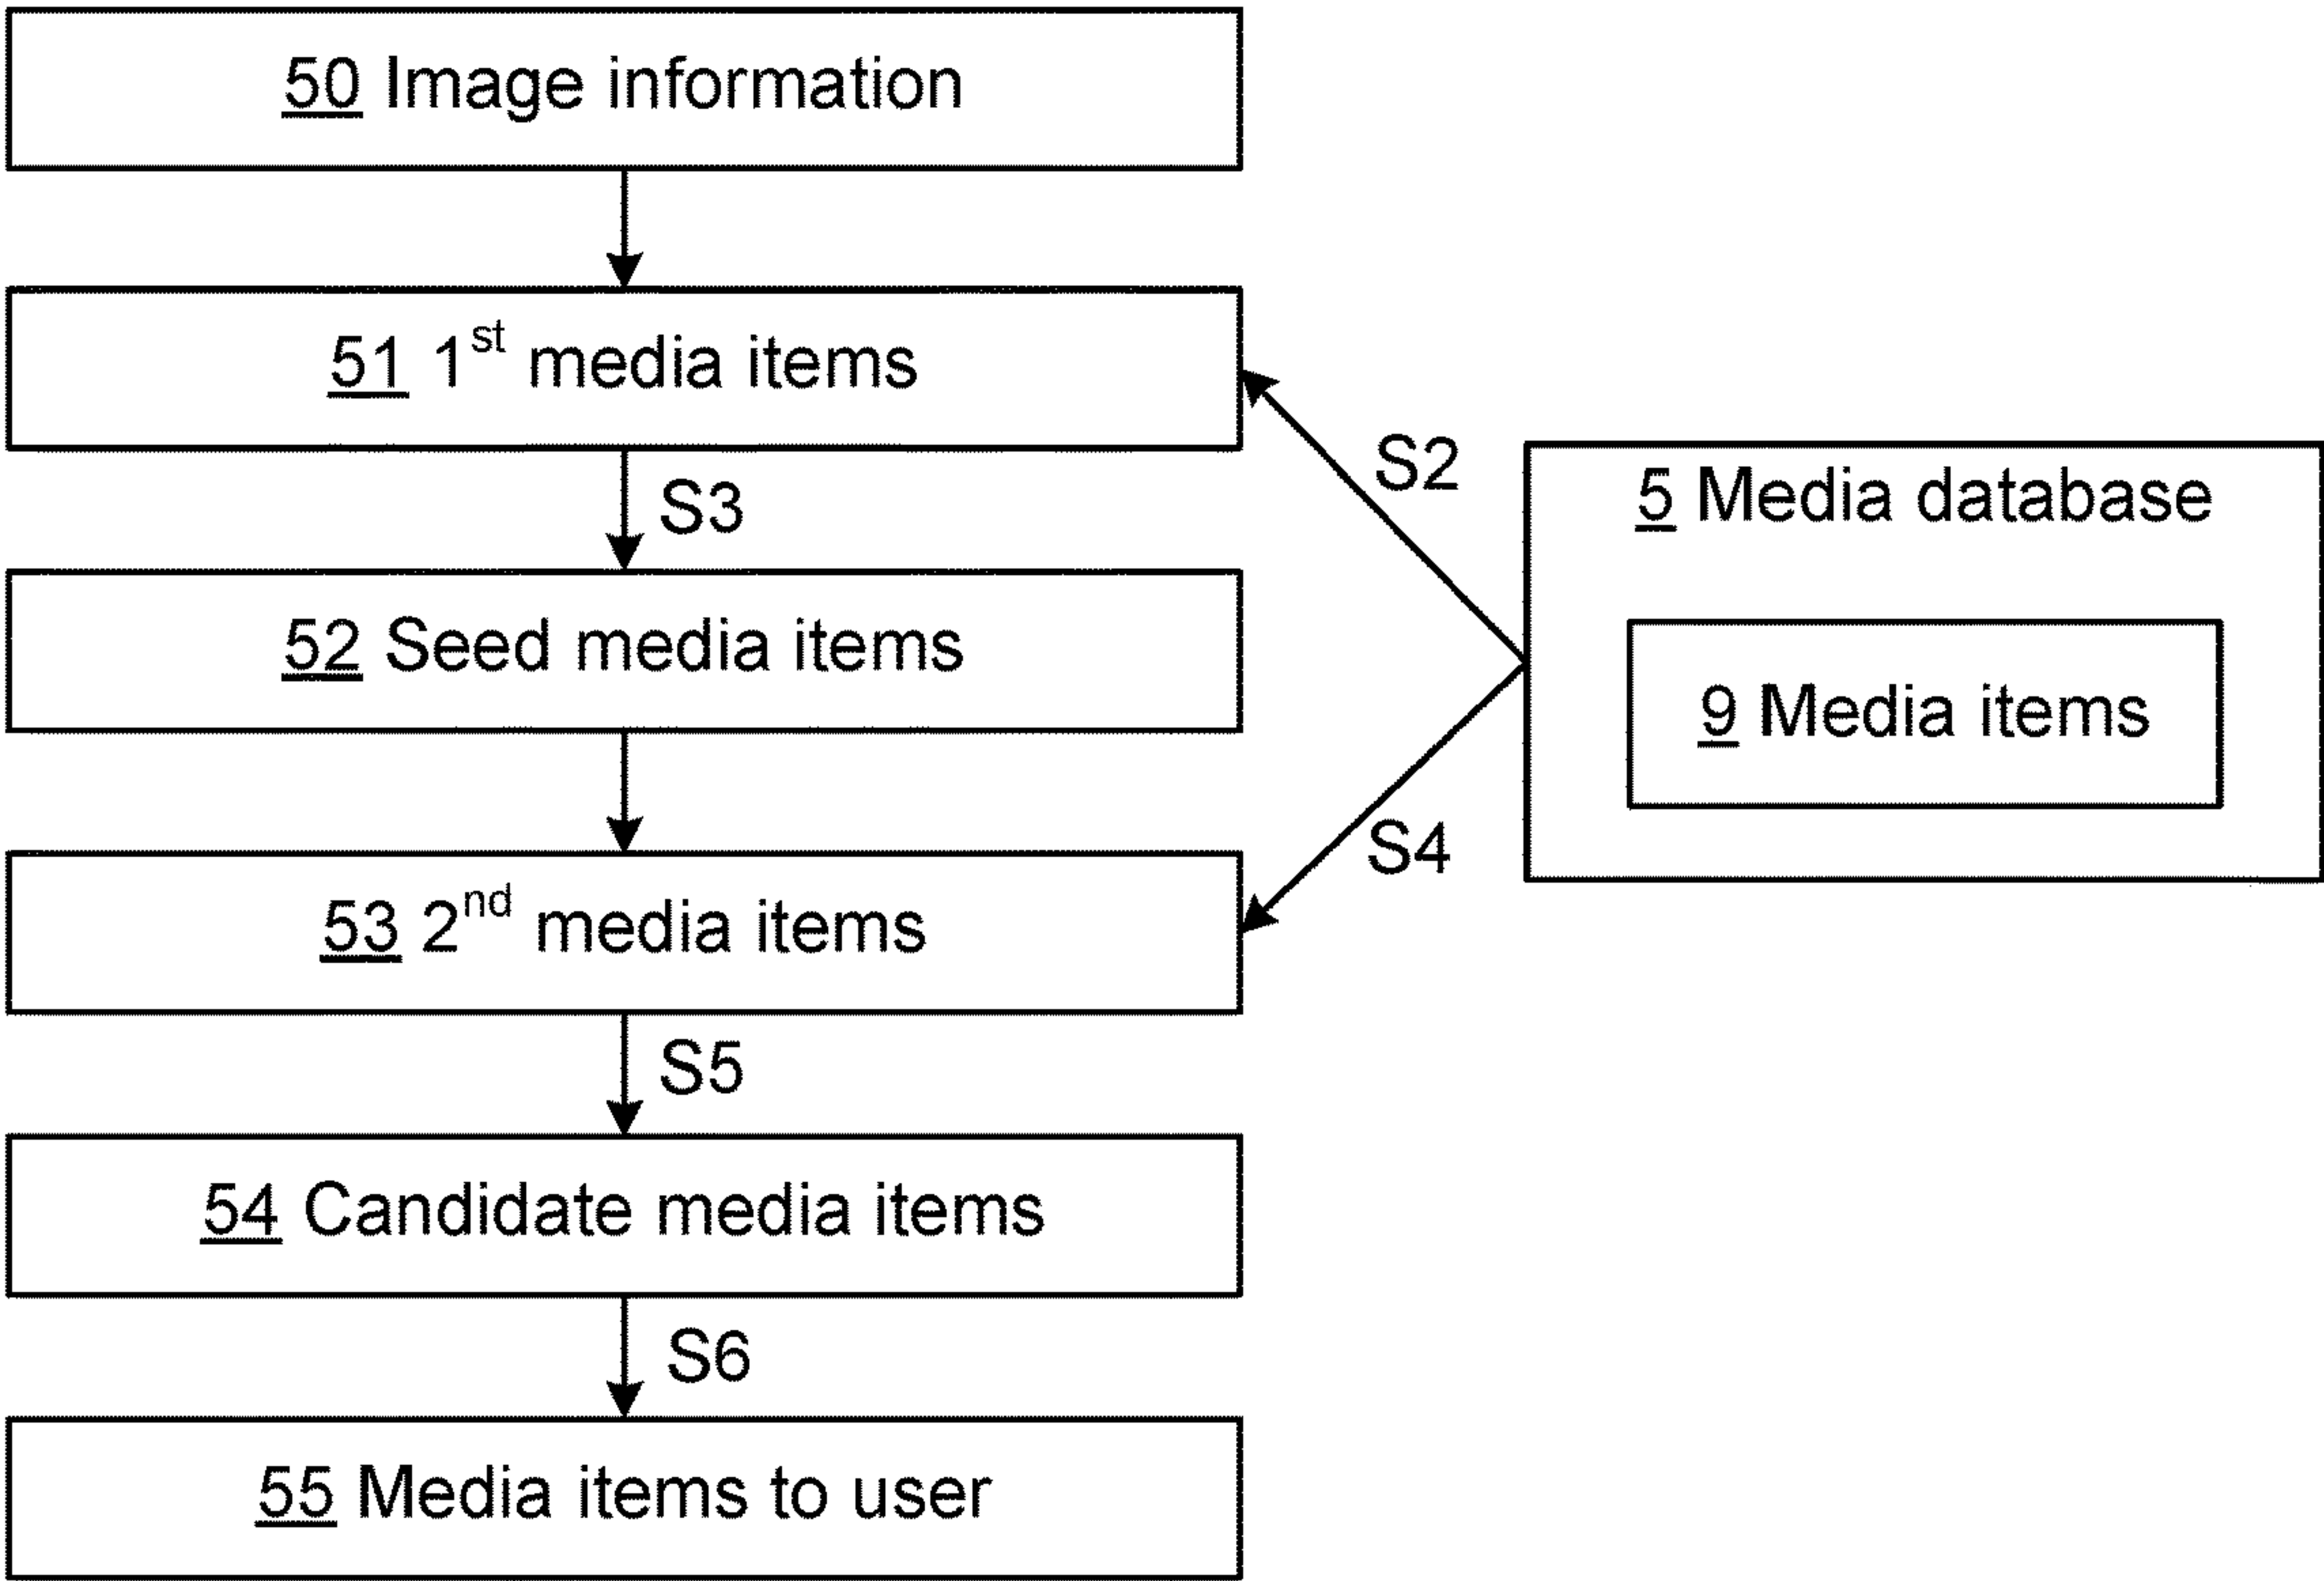 50 Image information
51 1st media items
S2
5 Media database
S3
52 Seed media items
9 Media items
S4
53 2nd media items
S5
54 Candidate media items
S6
55 Media items to user